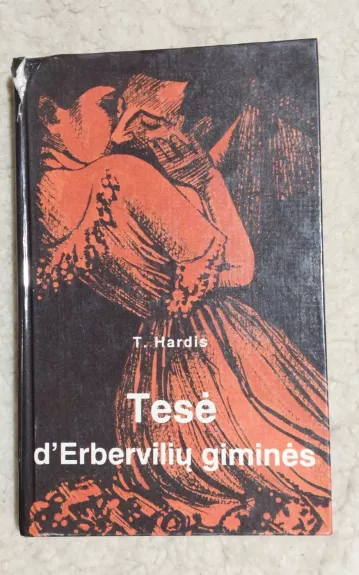 T. Hardis
Tesė
d'Erbervilių giminės